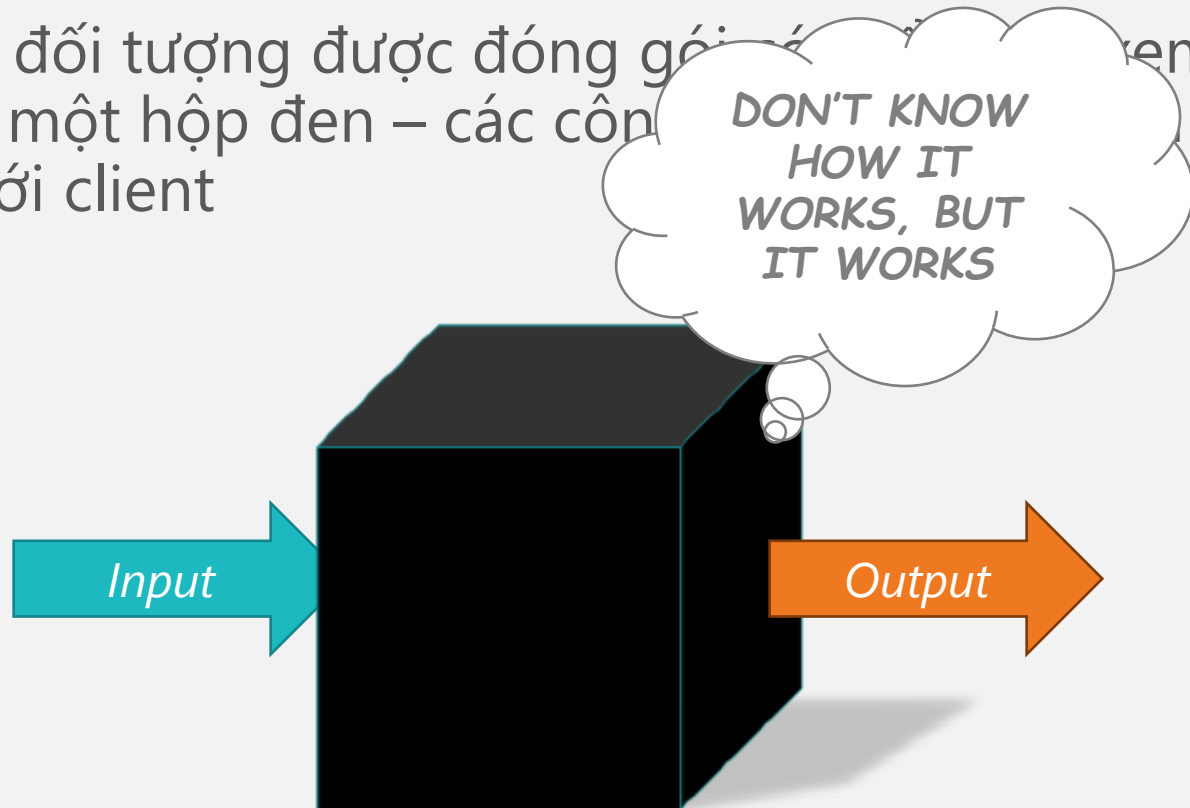 đối tượng được đóng gói
một hộp đen – các
ới client
DON'T KNOW
HOW IT
WORKS, BUT
IT WORKS
Input
Output